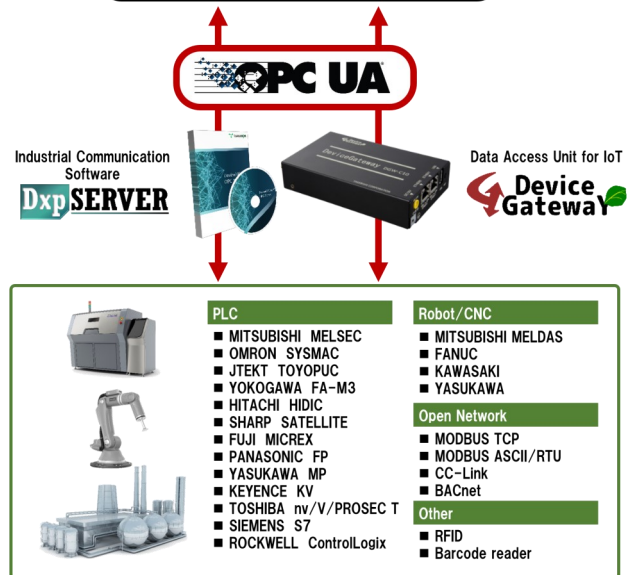 OPC UA
Industrial Communication
Software
DxpSERVER
DeviceGateway
Data Access Unit for IoT
Device
GatewaY
PLC
■ MITSUBISHI MELSEC
■ OMRON SYSMAC
■ JTEKT TOYOPUC
■ YOKOGAWA FA-M3
■ HITACHI HIDIC
■ SHARP SATELLITE
■ FUJI MICREX
■ PANASONIC FP
■ YASUKAWA MP
■ KEYENCE KV
■ TOSHIBA nv/V/PROSEC T
■ SIEMENS S7
■ ROCKWELL ControlLogix
Robot/CNC
■ MITSUBISHI MELDAS
■ FANUC
■ KAWASAKI
■ YASUKAWA
Open Network
■ MODBUS TCP
■ MODBUS ASCII/RTU
■ CC-Link
■ BACnet
Other
■ RFID
■ Barcode reader